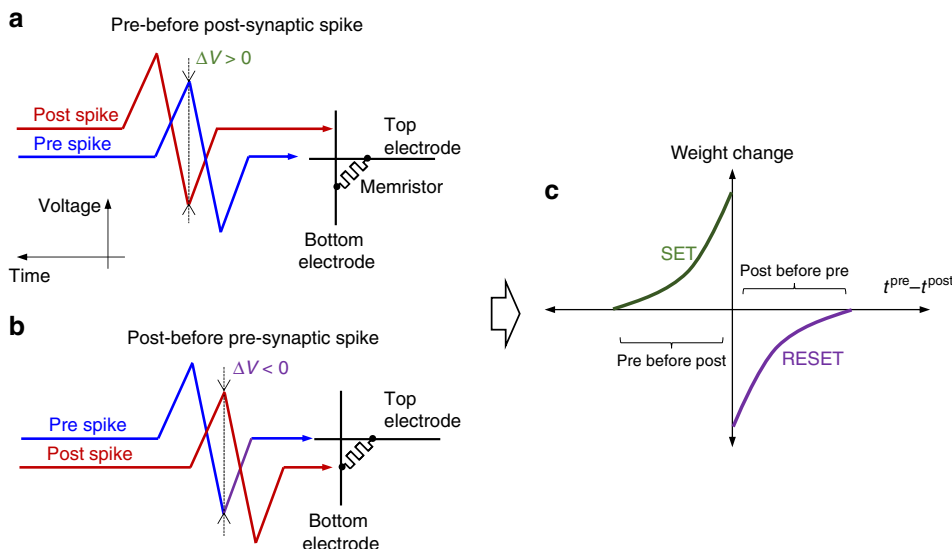 a
Pre-before post-synaptic spike
ΔV > 0
Post spike
Pre spike
Top
electrode
Memristor
Voltage
Time
Bottom
electrode
b
Post-before pre-synaptic spike
ΔV < 0
Pre spike
Post spike
Top
electrode
Bottom
electrode
c
Weight change
SET
Post before pre
t^pre–t^post
Pre before post
RESET